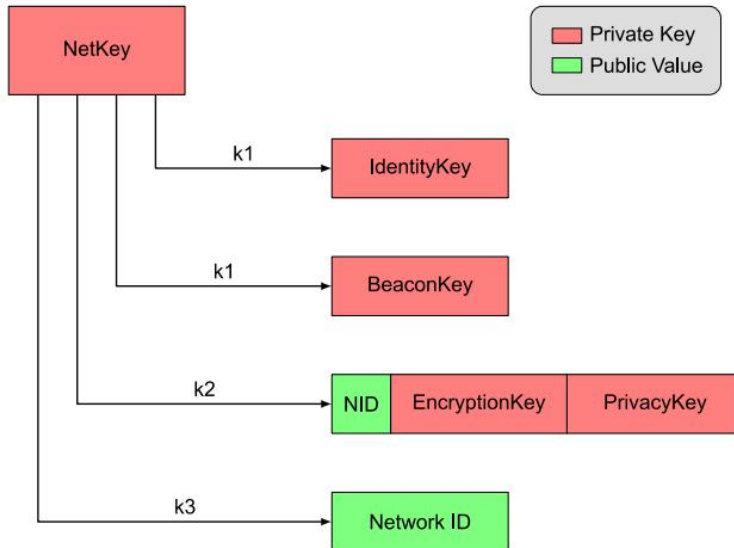 NetKey
Private Key
Public Value
k1
IdentityKey
k1
BeaconKey
k2
NID
EncryptionKey
PrivacyKey
k3
Network ID